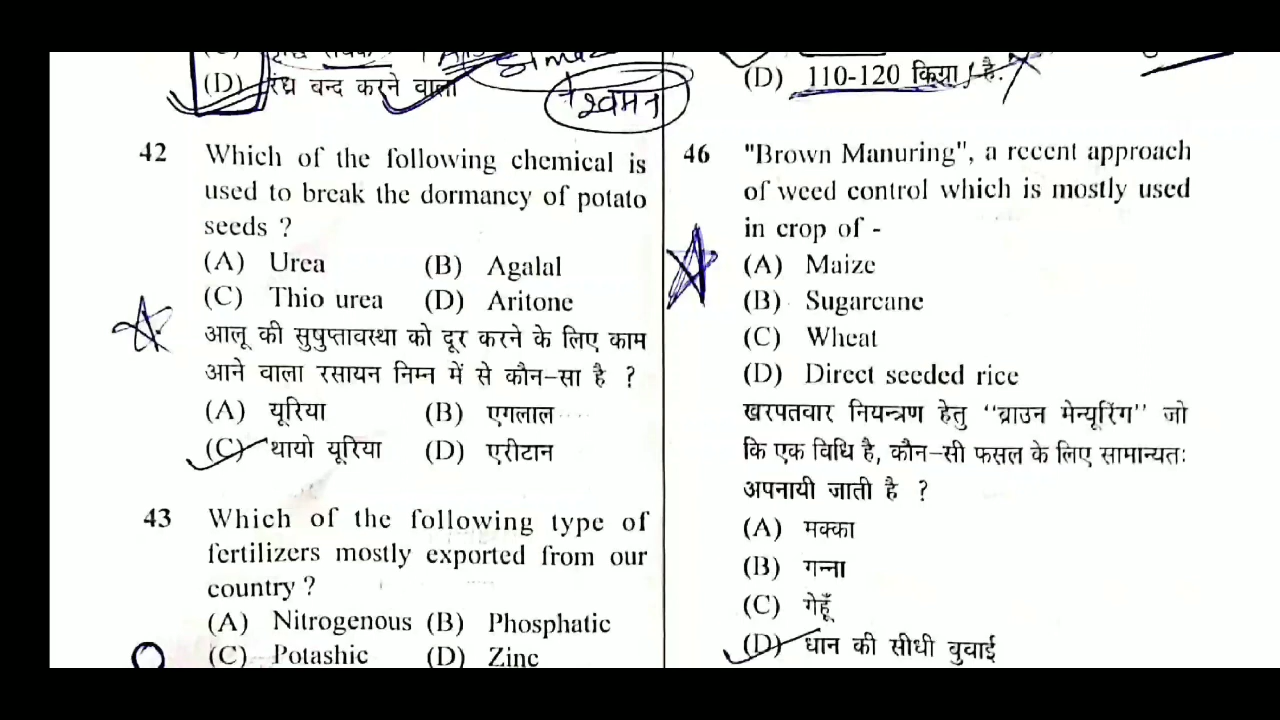 (D) रंध्र बन्द करने वाला
42 Which of the following chemical is
used to break the dormancy of potato
seeds ?
(A) Urea (B) Agalal
(C) Thio urea (D) Aritone
आलू की सुषुप्तावस्था को दूर करने के लिए काम
आने वाला रसायन निम्न में से कौन-सा है ?
(A) यूरिया (B) एगलाल
(C) थायो यूरिया (D) एरीटान
43 Which of the following type of
fertilizers mostly exported from our
country ?
(A) Nitrogenous (B) Phosphatic
(C) Potashic (D) Zinc
(D) 110-120 किग्रा है.
46 "Brown Manuring", a recent approach
of weed control which is mostly used
in crop of -
(A) Maize
(B) Sugarcane
(C) Wheat
(D) Direct seeded rice
खरपतवार नियन्त्रण हेतु "ब्राउन मेन्यूरिंग" जो
कि एक विधि है, कौन-सी फसल के लिए सामान्यतः
अपनायी जाती है ?
(A) मक्का
(B) गन्ना
(C) गेहूँ
(D) धान की सीधी बुवाई